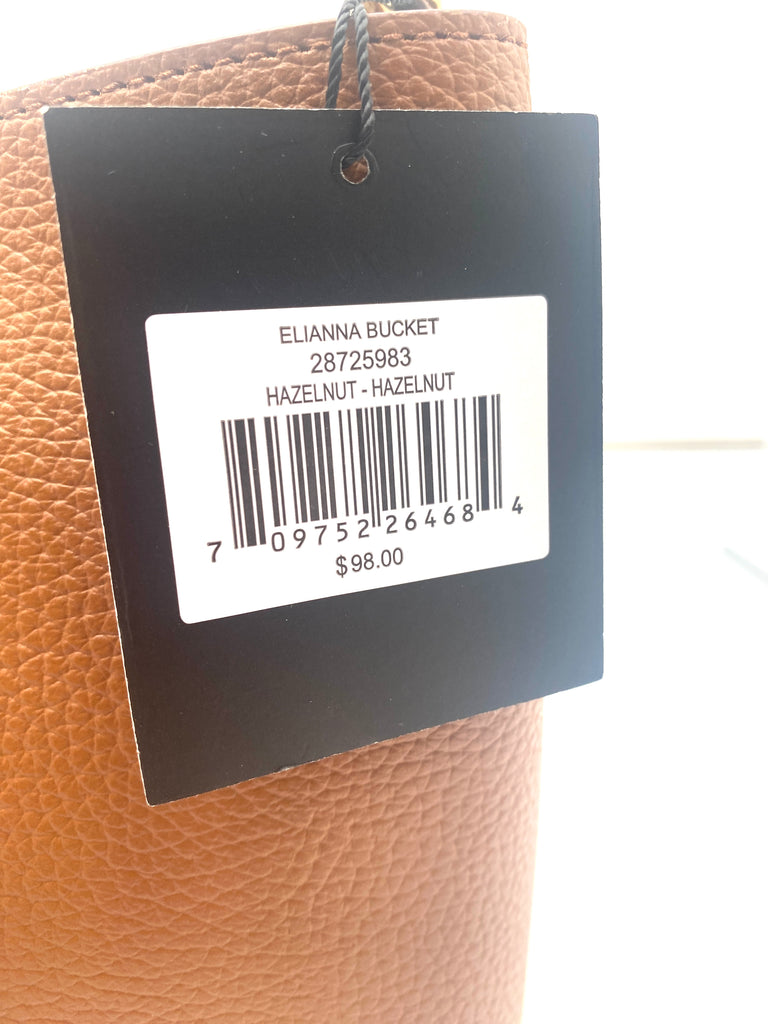 ELIANNA BUCKET
28725983
HAZELNUT - HAZELNUT
7 09752 26468 4
$98.00